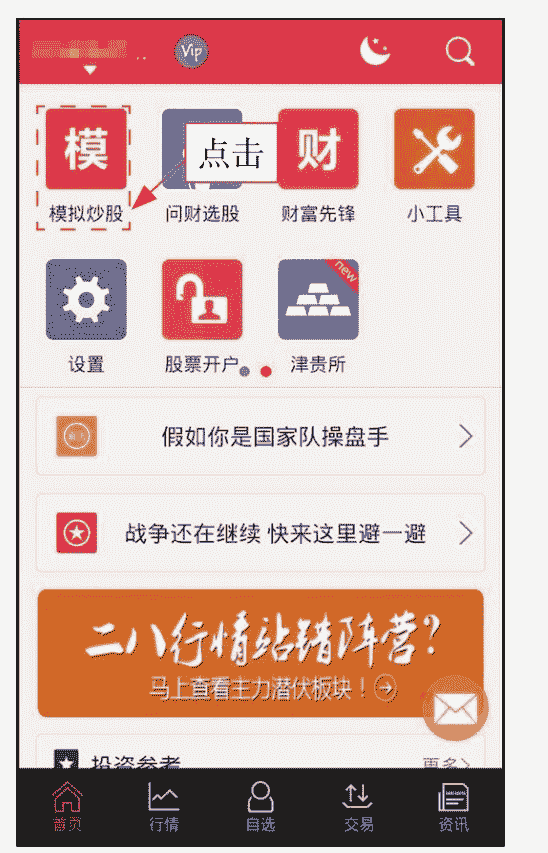 Vip
模 点击 财
模拟炒股 问财选股 财富先锋 小工具
new
设置 股票开户 津贵所
假如你是国家队操盘手
战争还在继续 快来这里避一避
二八行情站错阵营?
马上查看主力潜伏板块!
投资参考 更多
首页 行情 自选 交易 资讯